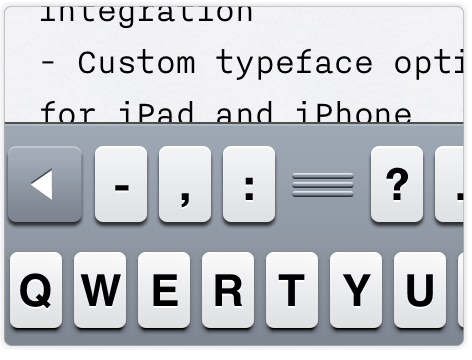 integration
- Custom typeface opti
for iPad and iPhone
- , : ? .
Q W E R T Y U